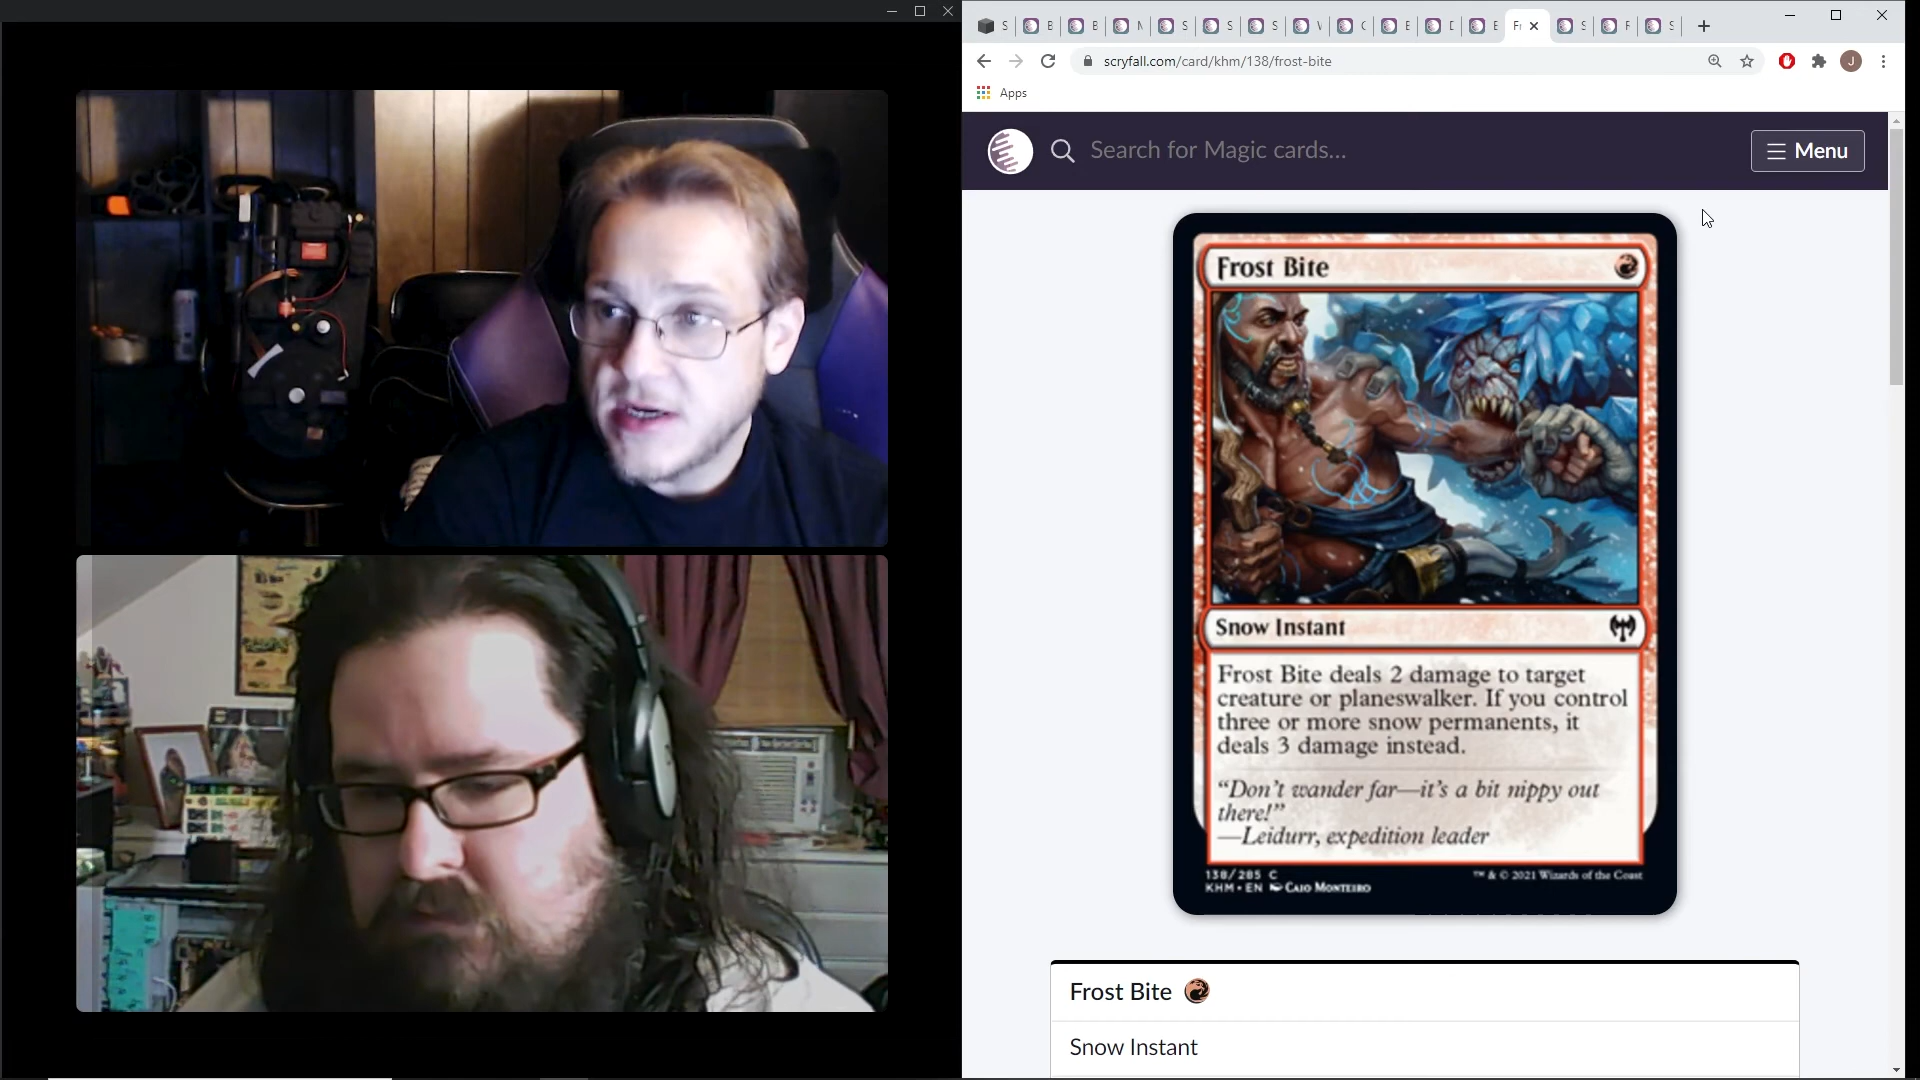 scryfall.com/card/khm/138/frost-bite
J
Apps
Search for Magic cards...
Menu
Frost Bite
Snow Instant
Frost Bite deals 2 damage to target
creature or planeswalker. If you control
three or more snow permanents, it
deals 3 damage instead.
“Don’t wander far—it’s a bit nippy out
there!”
—Leidurr, expedition leader
138/285 C
KHM • EN Caio Monteiro
™ & © 2021 Wizards of the Coast
Frost Bite
Snow Instant